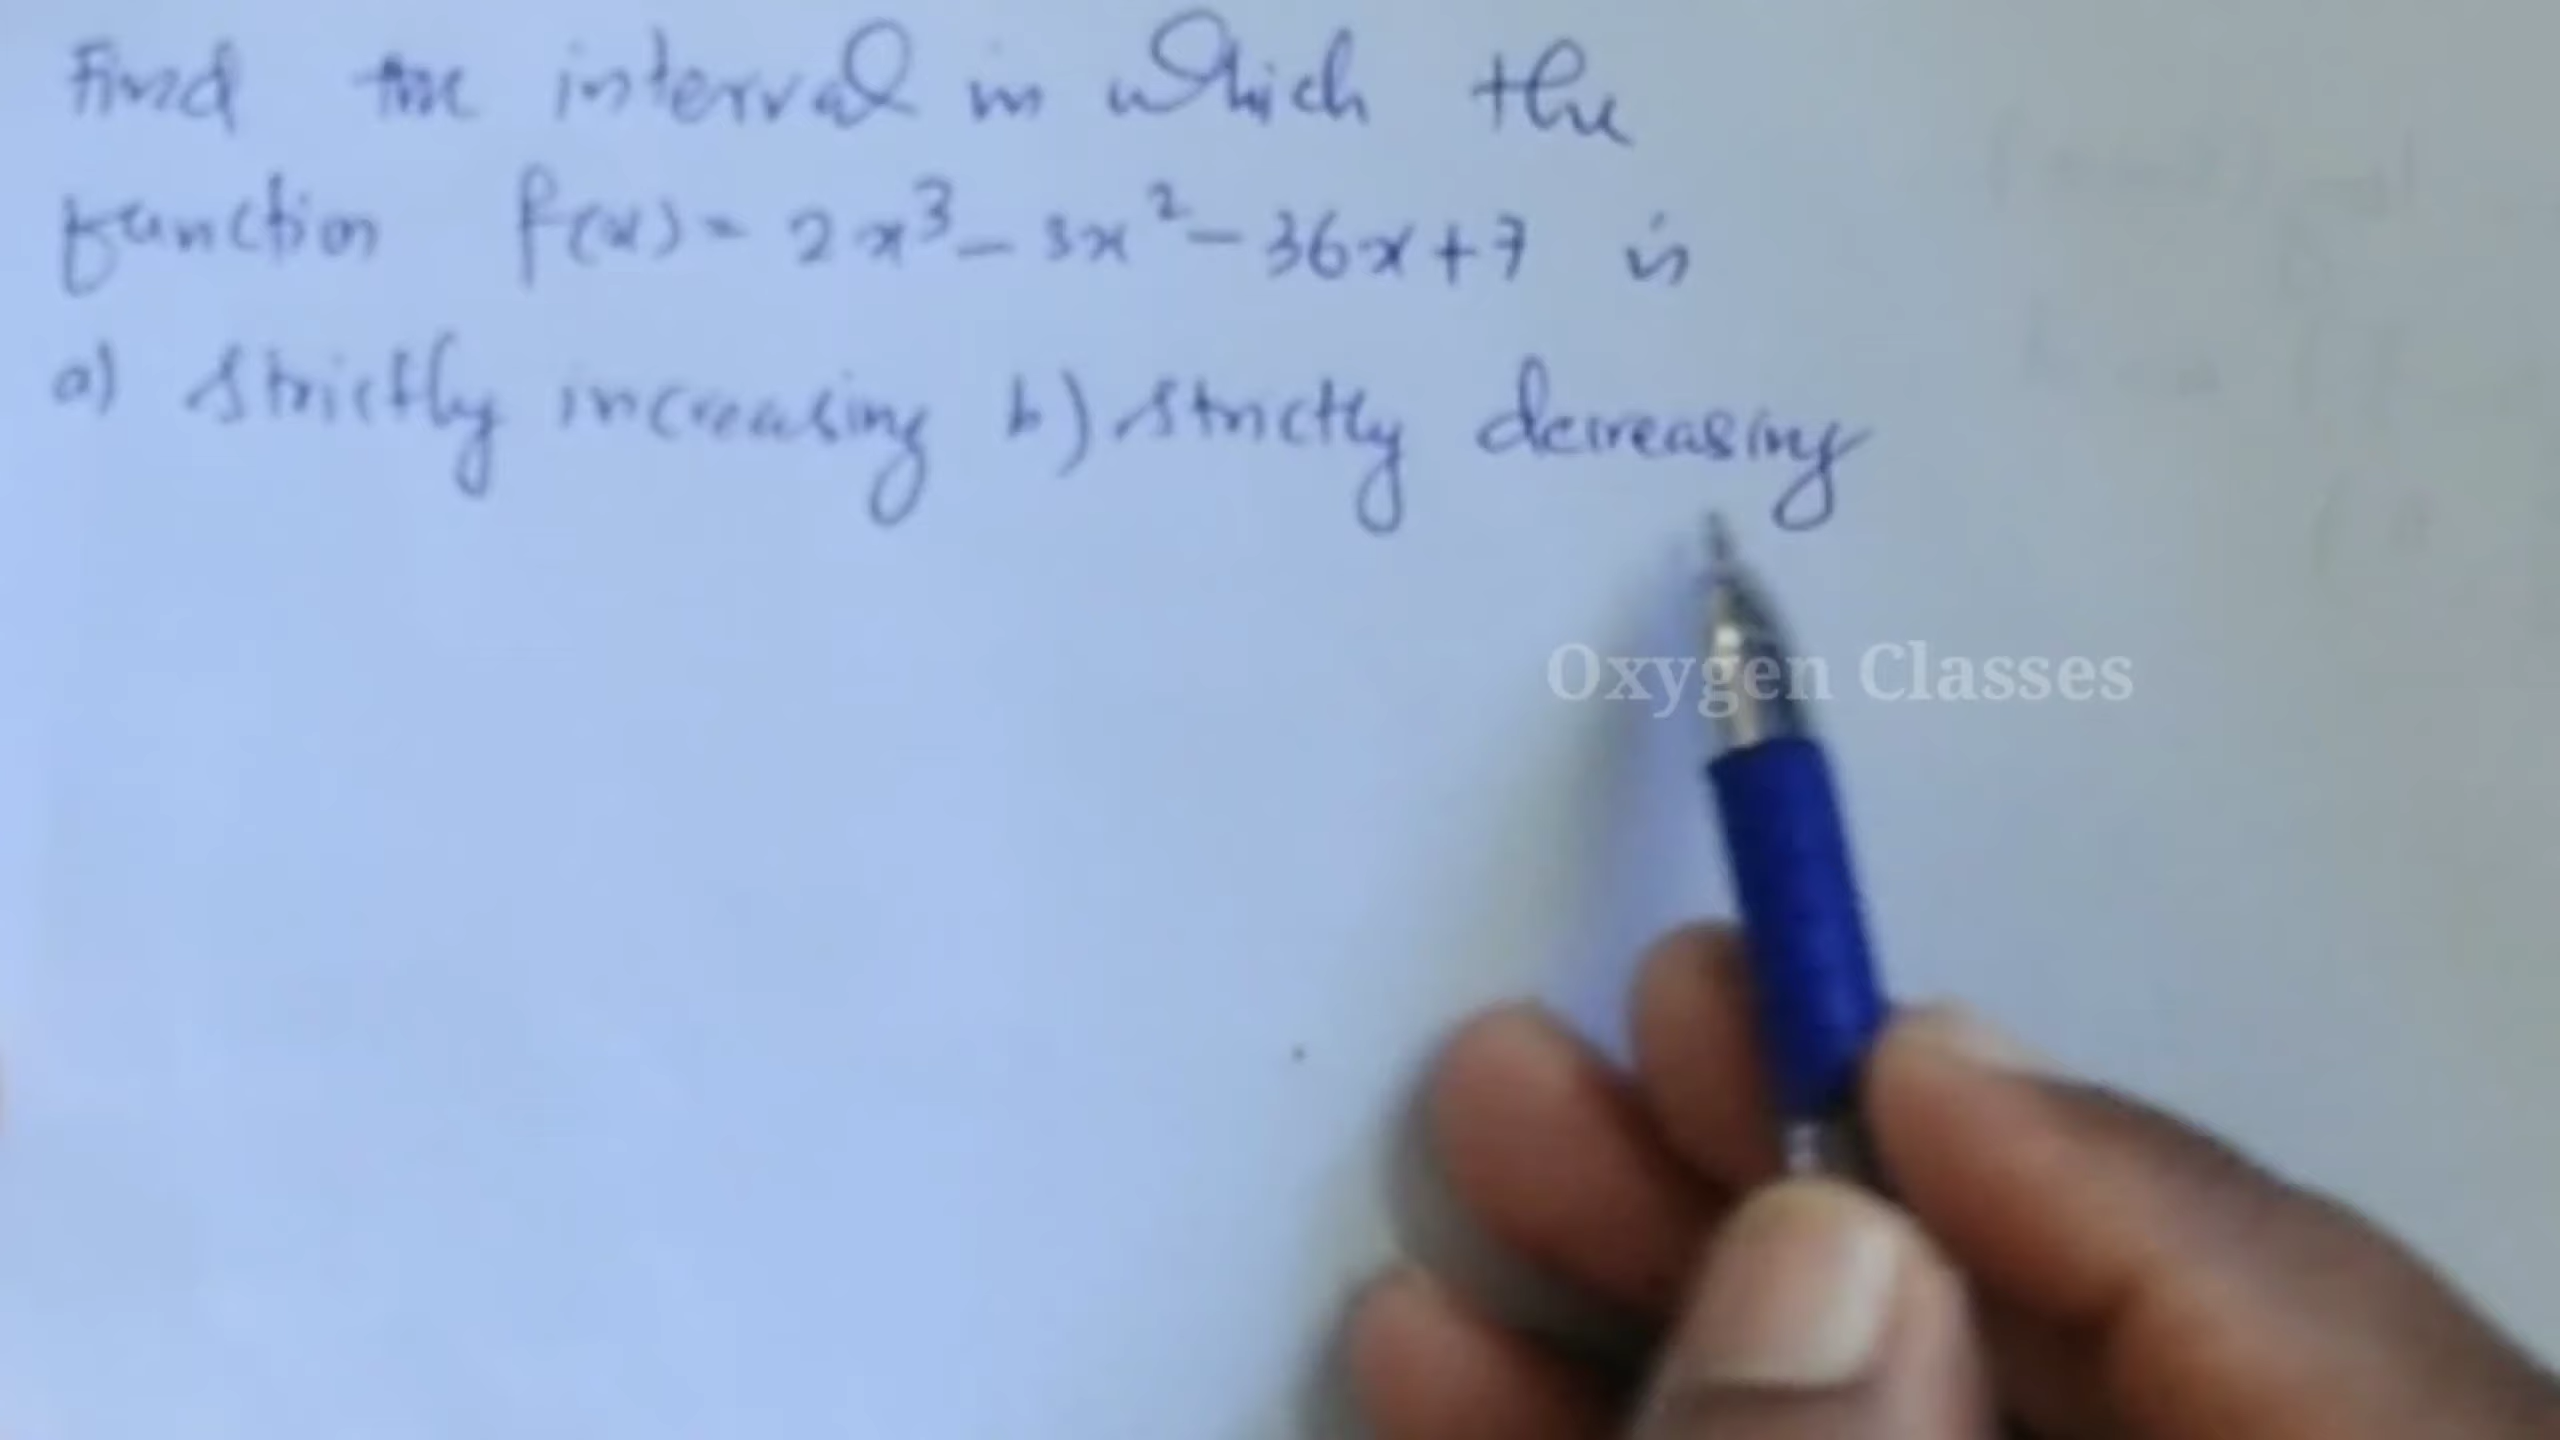 Find the interval in which the
function f(x) = 2x³ - 3x² - 36x + 7 is
a) strictly increasing b) strictly decreasing
Oxygen Classes